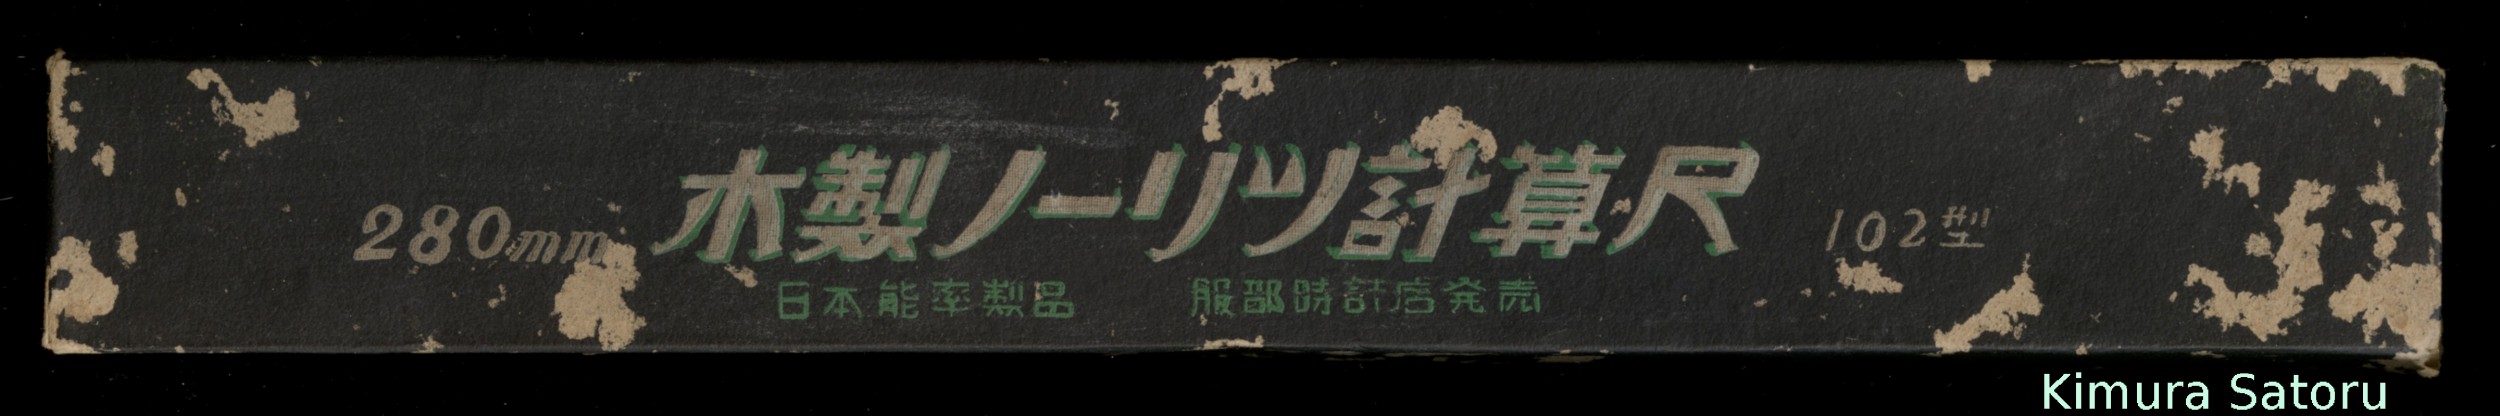 280mm 木製ノーリツ計算尺 102型
日本能率製品 服部時計店発売
Kimura Satoru